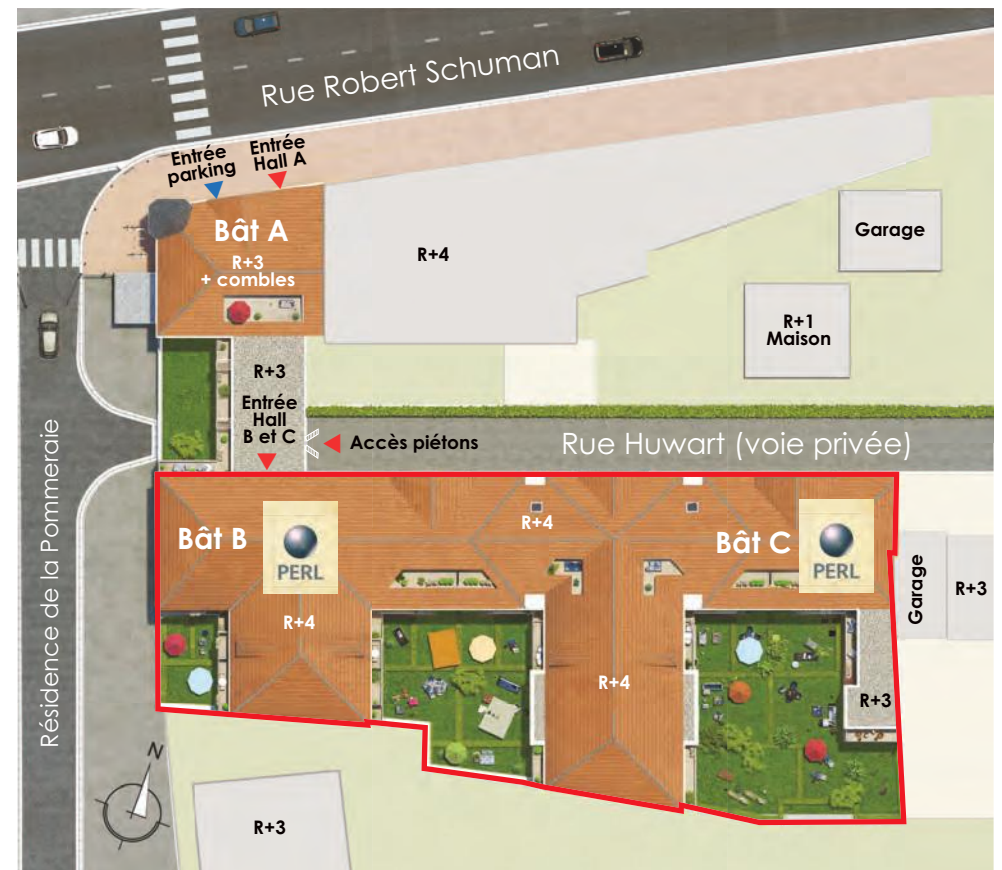 Rue Robert Schuman
Entrée
parking
Entrée
Hall A
Bât A
R+3
+ combles
R+4
Garage
R+1
Maison
R+3
Entrée
Hall
B et C
Accès piétons
Rue Huwart (voie privée)
Résidence de la Pommeraie
Bât B
PERL
R+4
Bât C
PERL
Garage
R+3
R+4
R+4
R+3
N
R+3